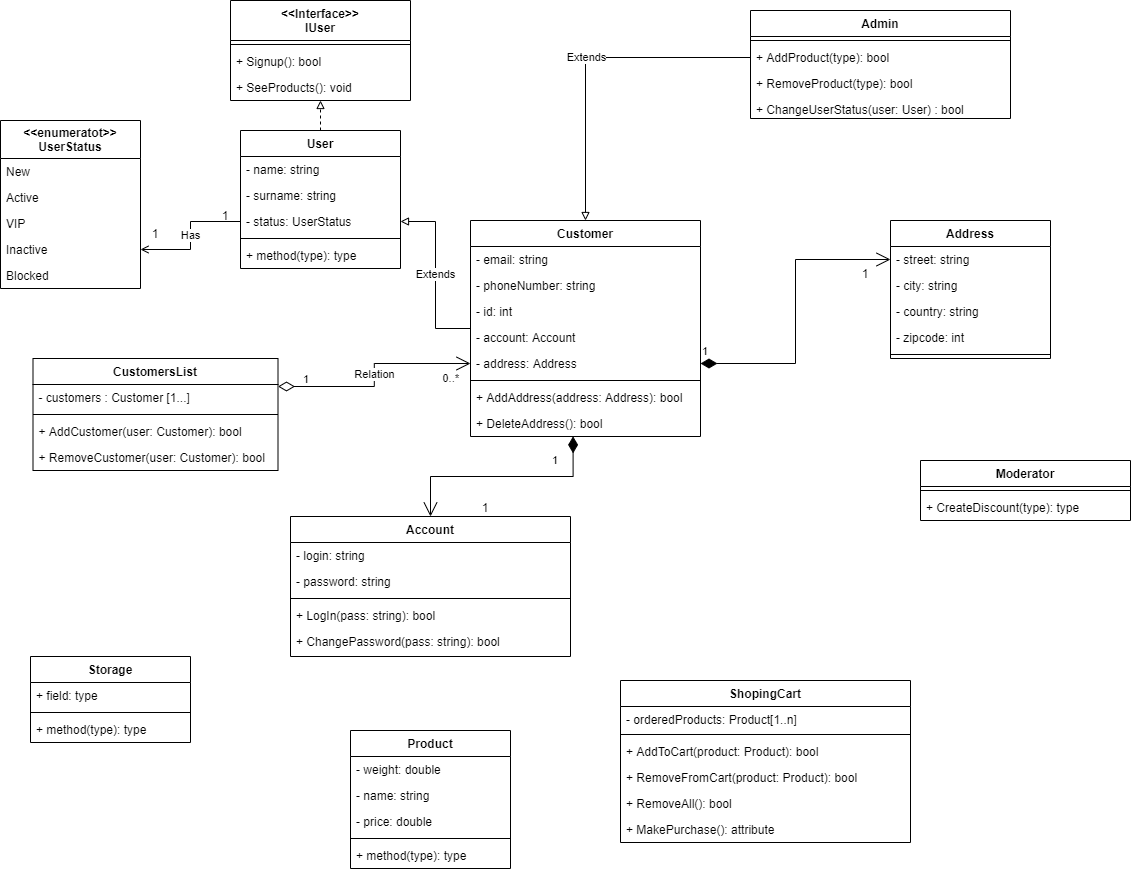 <<Interface>>
IUser
+ Signup(): bool
+ SeeProducts(): void
Admin
+ AddProduct(type): bool
+ RemoveProduct(type): bool
+ ChangeUserStatus(user: User) : bool
Extends
<<enumeratot>>
UserStatus
New
Active
VIP
Inactive
Blocked
User
- name: string
- surname: string
- status: UserStatus
+ method(type): type
1
Has
1
Extends
Customer
- email: string
- phoneNumber: string
- id: int
- account: Account
- address: Address
+ AddAddress(address: Address): bool
+ DeleteAddress(): bool
Address
- street: string
- city: string
- country: string
- zipcode: int
1
1
CustomersList
- customers : Customer [1...]
+ AddCustomer(user: Customer): bool
+ RemoveCustomer(user: Customer): bool
1
Relation
0..*
1
1
Account
- login: string
- password: string
+ LogIn(pass: string): bool
+ ChangePassword(pass: string): bool
Moderator
+ CreateDiscount(type): type
Storage
+ field: type
+ method(type): type
Product
- weight: double
- name: string
- price: double
+ method(type): type
ShopingCart
- orderedProducts: Product[1..n]
+ AddToCart(product: Product): bool
+ RemoveFromCart(product: Product): bool
+ RemoveAll(): bool
+ MakePurchase(): attribute